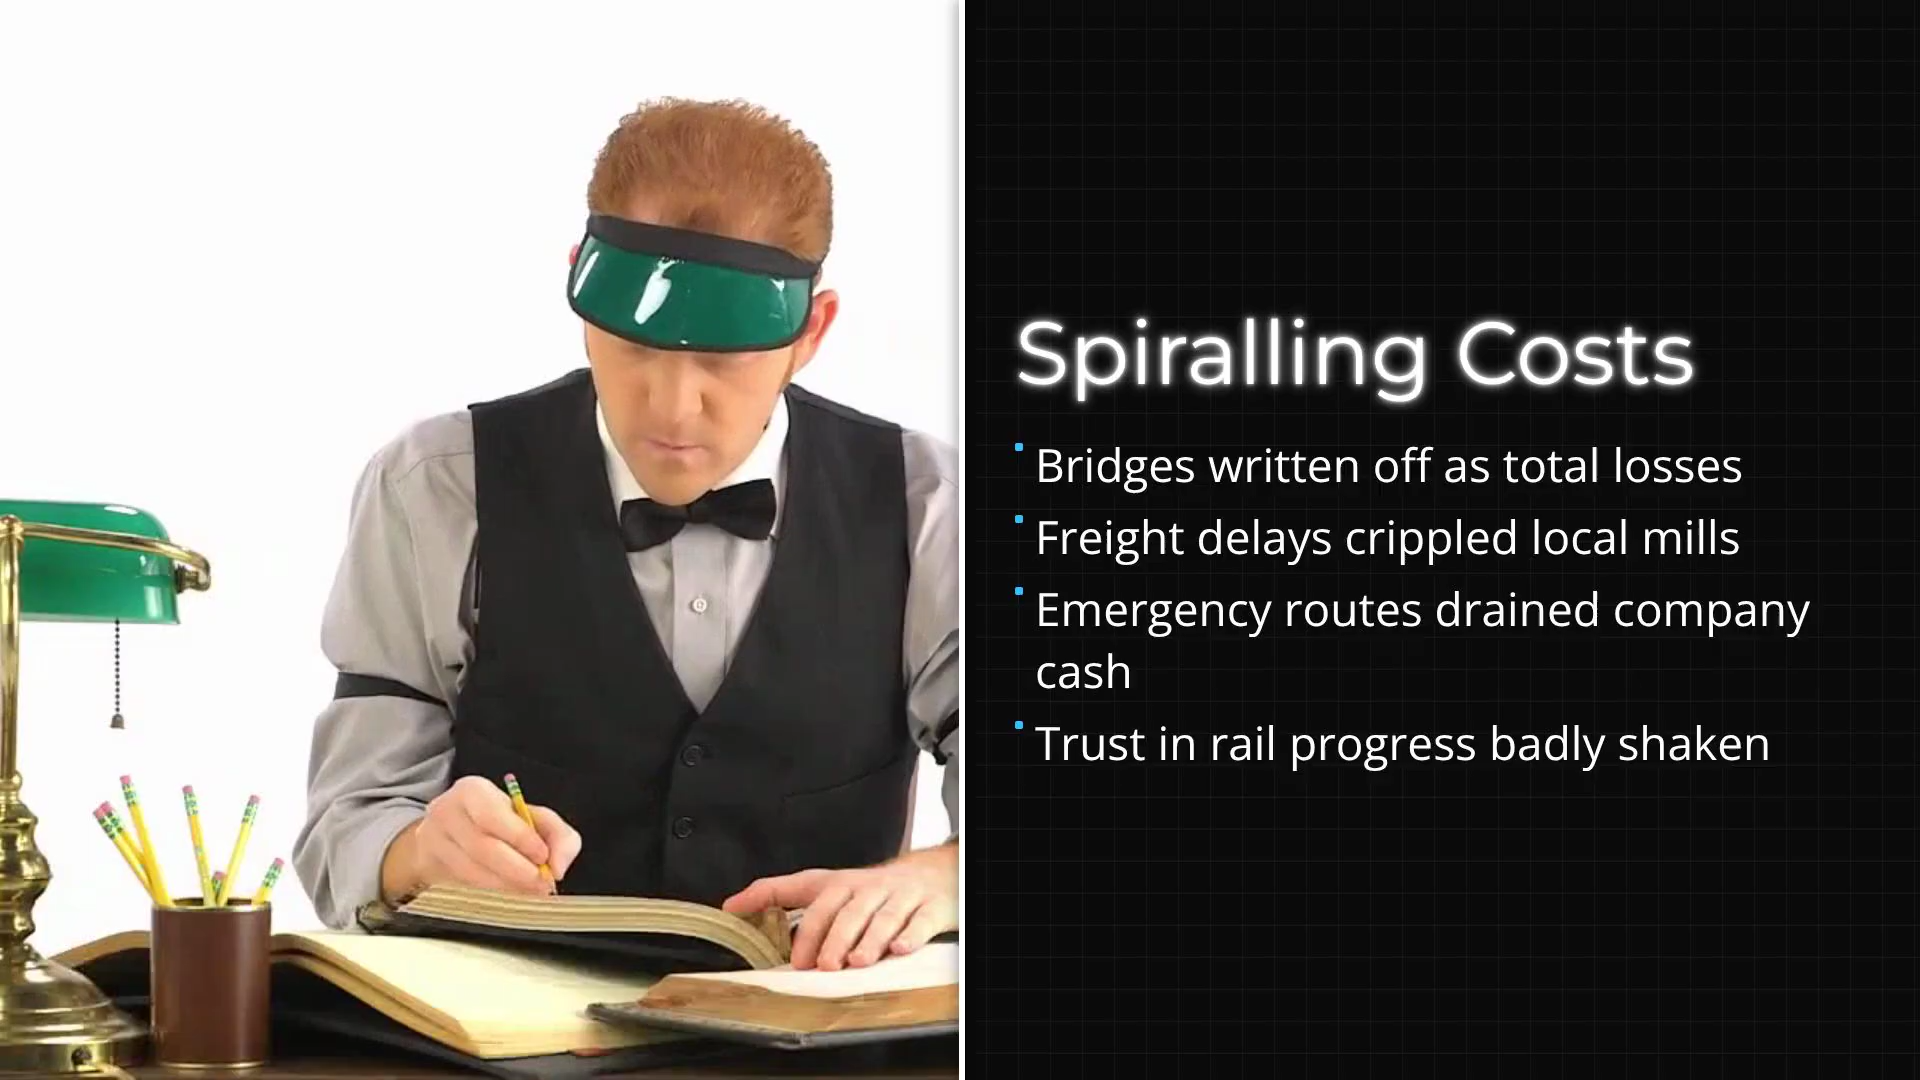 Spiralling Costs
Bridges written off as total losses
Freight delays crippled local mills
Emergency routes drained company
cash
Trust in rail progress badly shaken